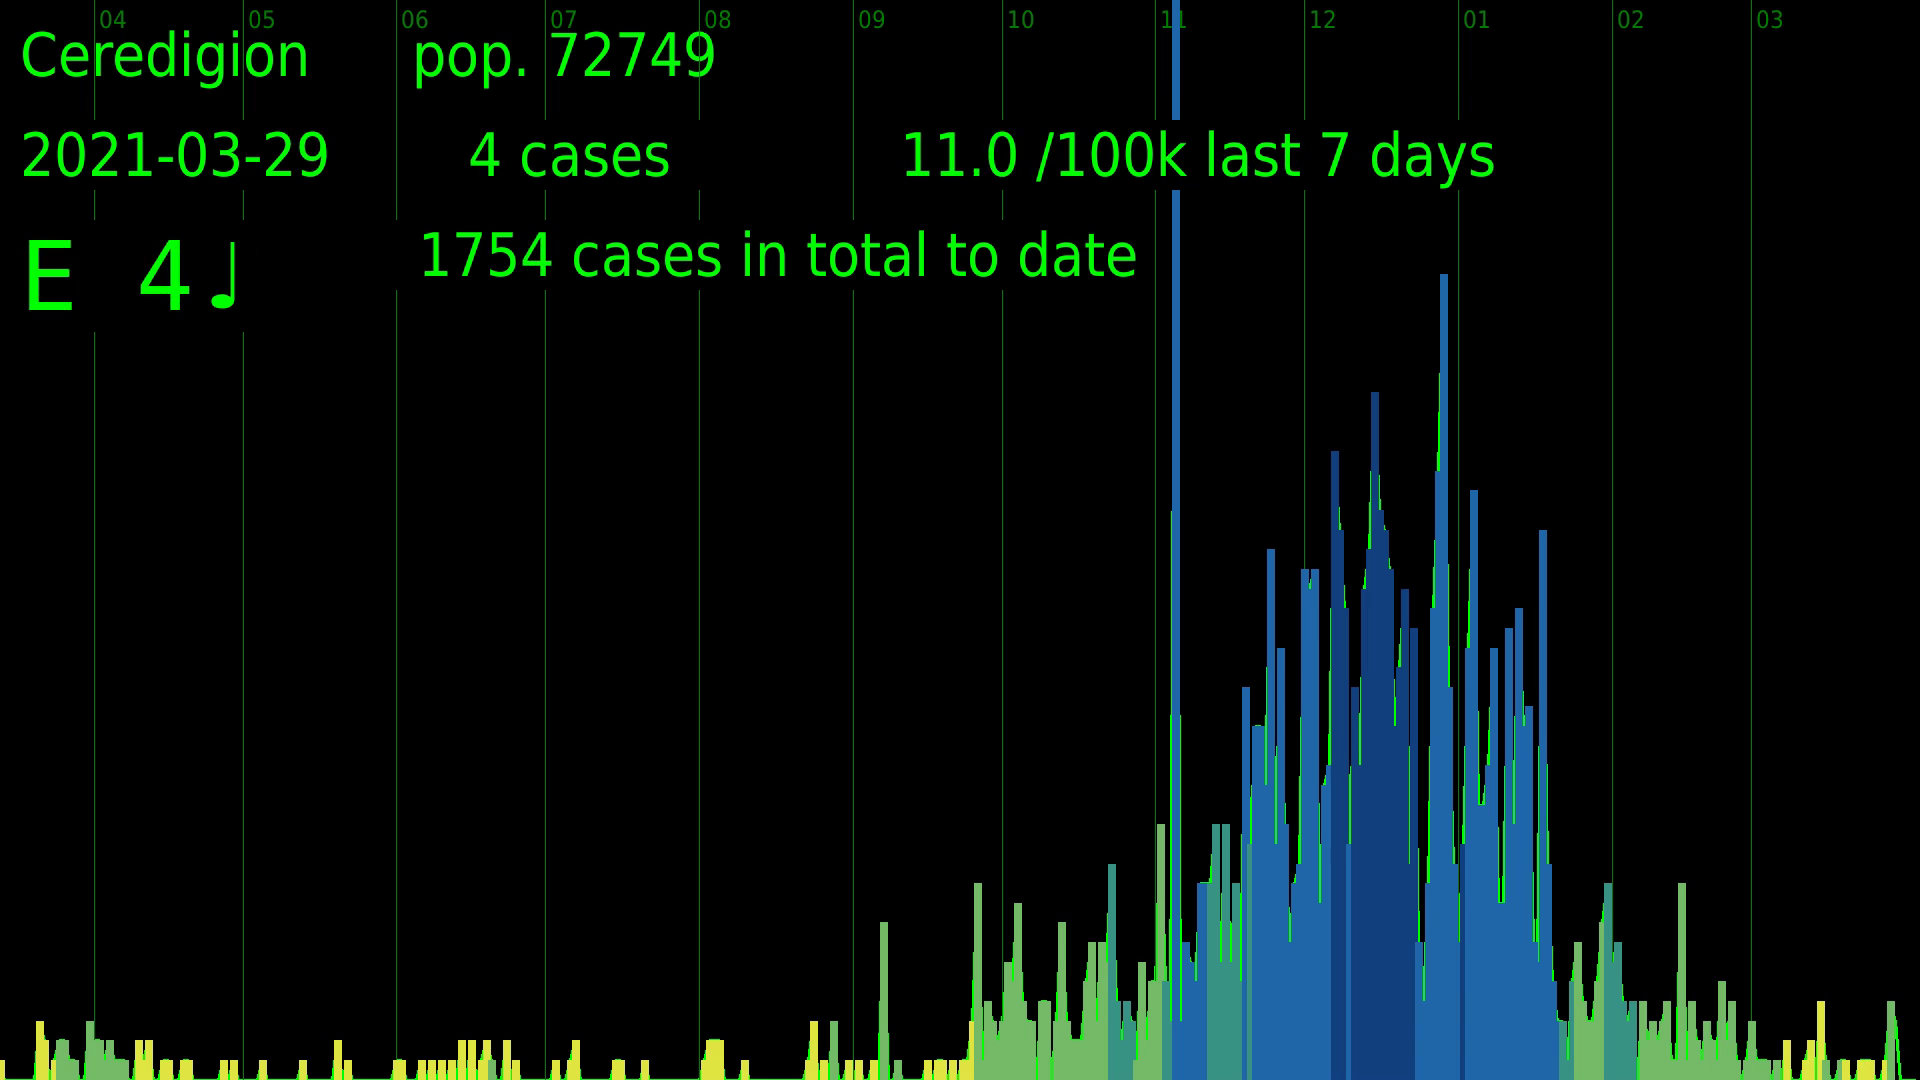 04 05 06 07 08 09 10 11 12 01 02 03
Ceredigion pop. 72749
2021-03-29 4 cases 11.0 /100k last 7 days
E 4♩ 1754 cases in total to date